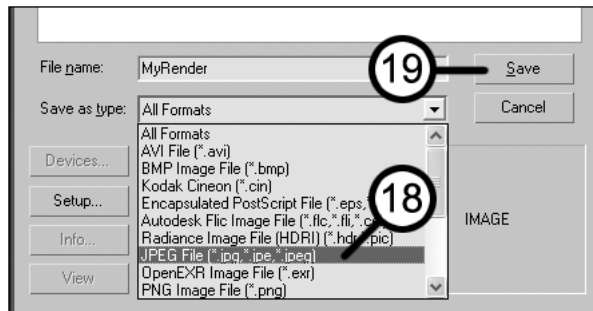 File name: MyRender 19 Save
Save as type: All Formats Cancel
All Formats
AVI File (*.avi)
Devices... BMP Image File (*.bmp)
Kodak Cineon (*.cin)
Setup... Encapsulated PostScript File (*.eps,*
18
Autodesk Flic Image File (*.flc,*.fli,*.c IMAGE
Info... Radiance Image File (HDRI) (*.hdr *.pic)
JPEG File (*.jpg,*.jpe,*.jpeg)
View OpenEXR Image File (*.exr)
PNG Image File (*.png)